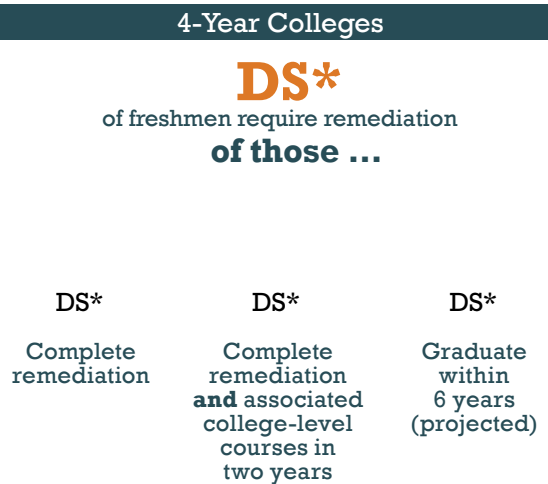 4-Year Colleges
DS*
of freshmen require remediation
of those ...
DS*
Complete
remediation
DS*
Complete
remediation
and associated
college-level
courses in
two years
DS*
Graduate
within
6 years
(projected)